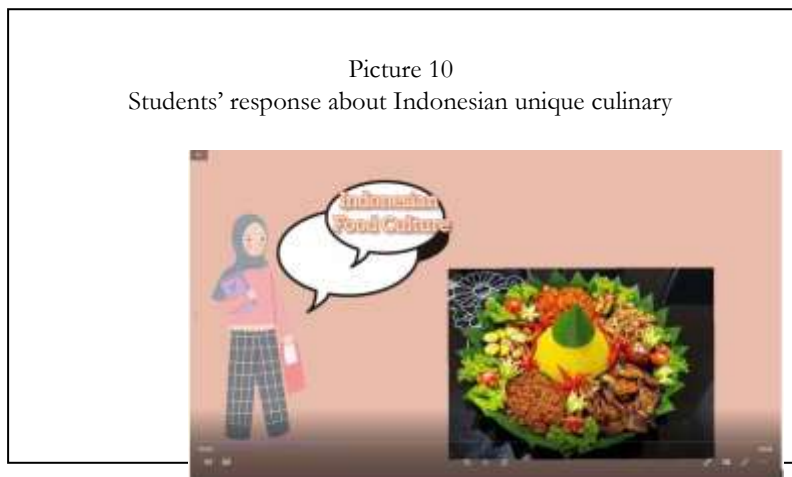 Picture 10
Students’ response about Indonesian unique culinary
Indonesian
Food Culture